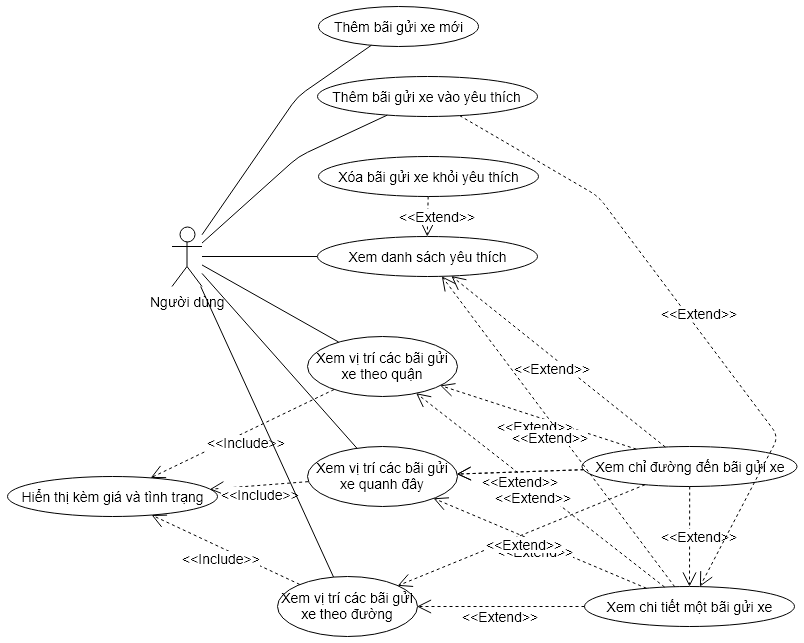 Thêm bãi gửi xe mới
Thêm bãi gửi xe vào yêu thích
Xóa bãi gửi xe khỏi yêu thích
<<Extend>>
Xem danh sách yêu thích
Người dùng
<<Extend>>
Xem vị trí các bãi gửi
xe theo quận
<<Extend>>
<<Extend>>
<<Extend>>
<<Include>>
Xem vị trí các bãi gửi
xe quanh đây
Xem chỉ đường đến bãi gửi xe
<<Extend>>
Hiển thị kèm giá và tình trạng
<<Include>>
<<Extend>>
<<Extend>>
<<Extend>>
<<Extend>>
<<Include>>
Xem vị trí các bãi gửi
xe theo đường
<<Extend>>
Xem chi tiết một bãi gửi xe